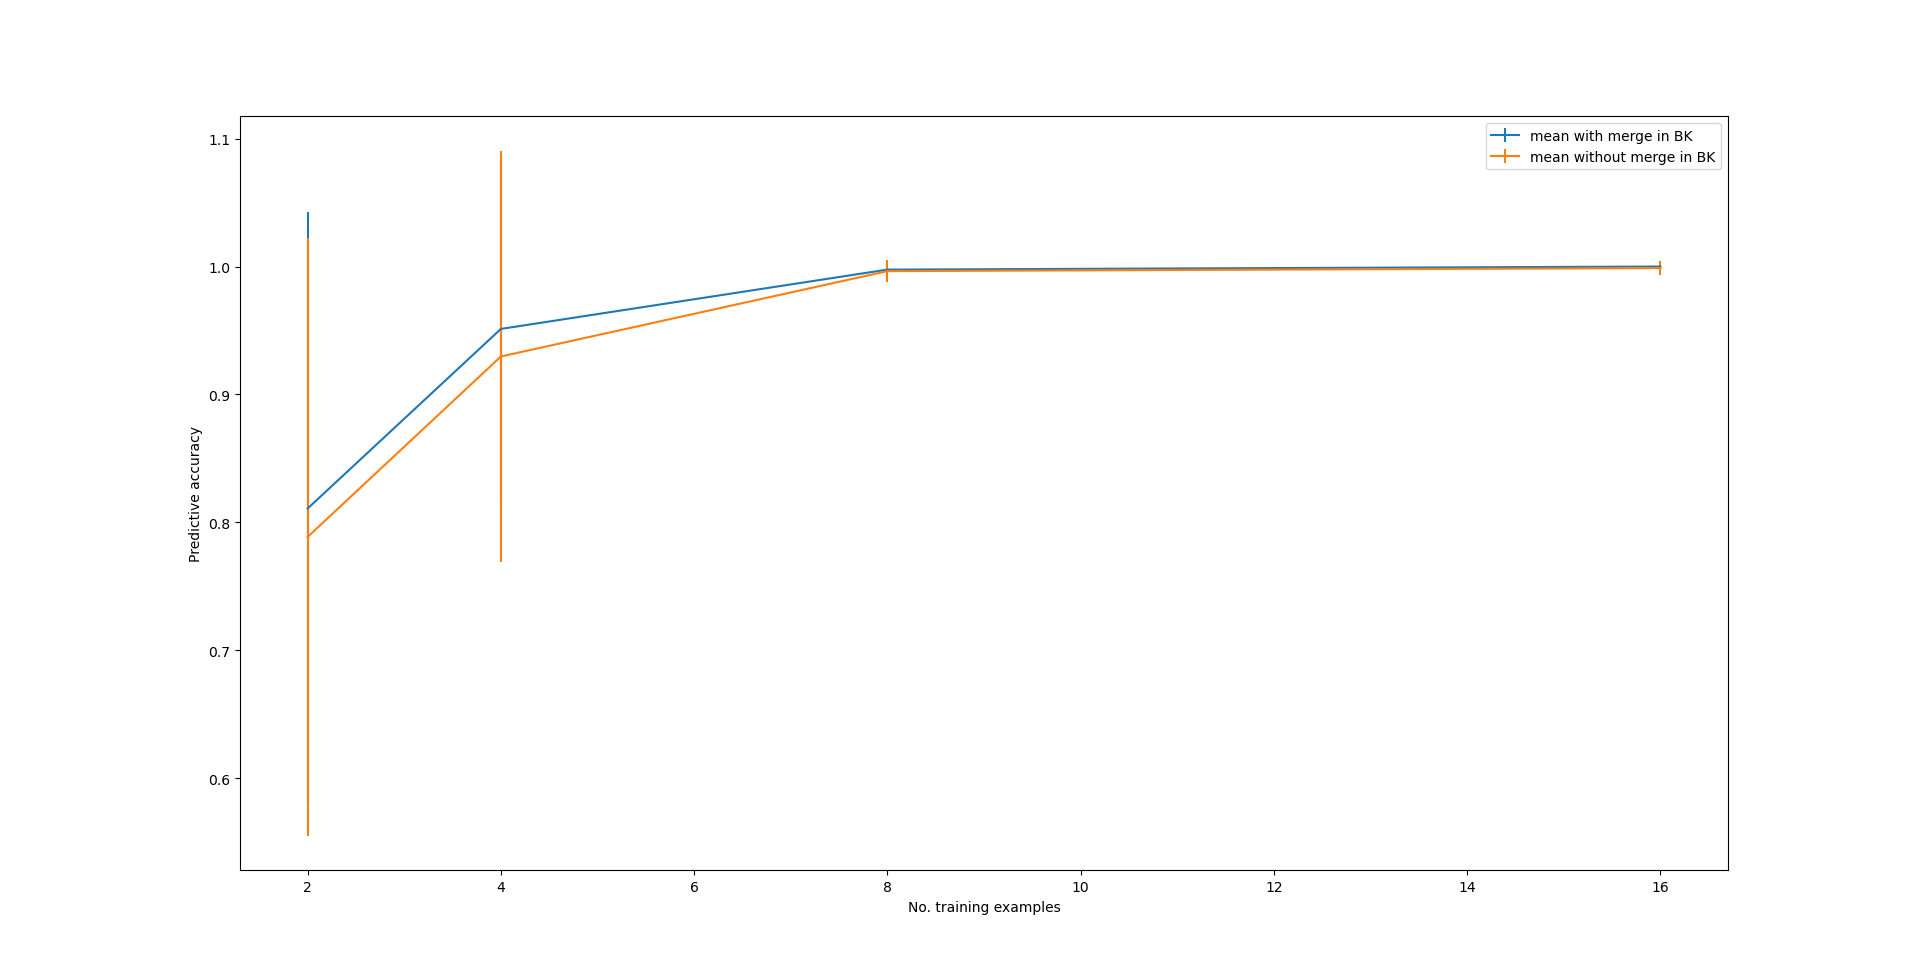 mean with merge in BK
mean without merge in BK
1.1
1.0
0.9
0.8
0.7
0.6
Predictive accuracy
2 4 6 8 10 12 14 16
No. training examples